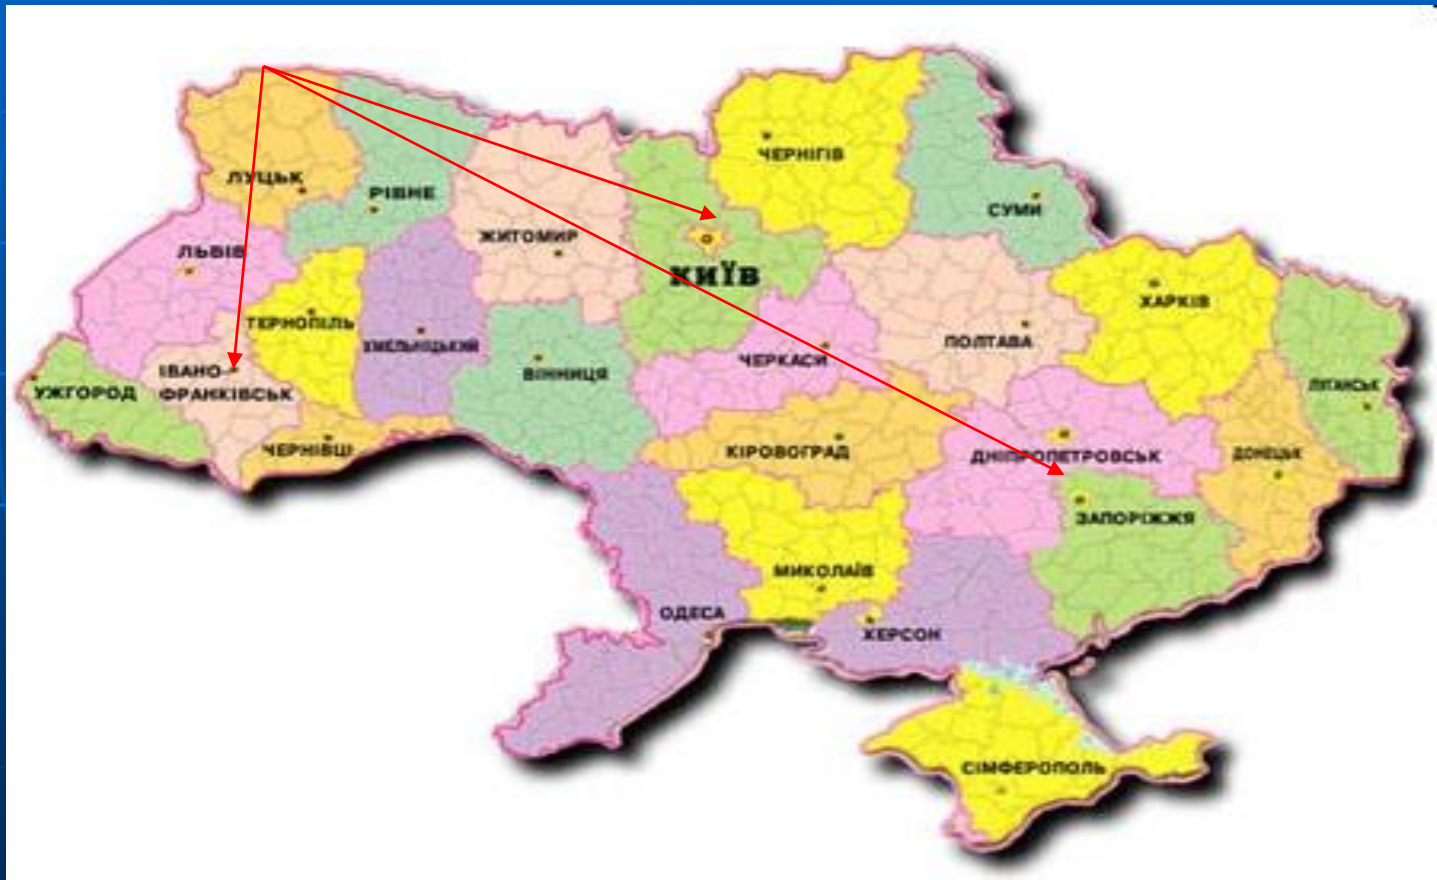 ЧЕРНІГІВ
ЛУЦЬК
РІВНЕ
СУМИ
ЖИТОМИР
ЛЬВІВ
КИЇВ
ХАРКІВ
ТЕРНОПІЛЬ
ХМЕЛЬНІЦЬКИЙ
ПОЛТАВА
ЧЕРКАСИ
ІВАНО-
ФРАНКІВСЬК
ВІННИЦЯ
ЛУГАНСЬК
УЖГОРОД
ЧЕРНІВЦІ
КІРОВОГРАД
ДНІПРОПЕТРОВСЬК
ДОНЕЦЬК
ЗАПОРІЖЖЯ
МИКОЛАЇВ
ОДЕСА
ХЕРСОН
СІМФЕРОПОЛЬ